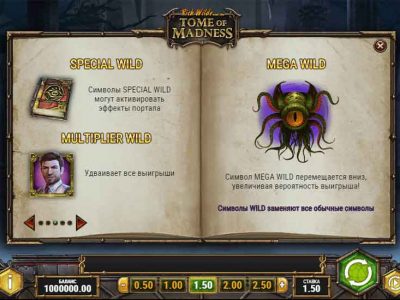 Rich Wilde and the
TOME OF
MADNESS
SPECIAL WILD
Символы SPECIAL WILD
могут активировать
эффекты портала
MULTIPLIER WILD
Удваивает все выигрыши
MEGA WILD
Символ MEGA WILD перемещается вниз,
увеличивая вероятность выигрыша!
Символы WILD заменяют все обычные символы
БАЛАНС
1000000.00
- 0.50 1.00 1.50 2.00 2.50 +
СТАВКА
1.50